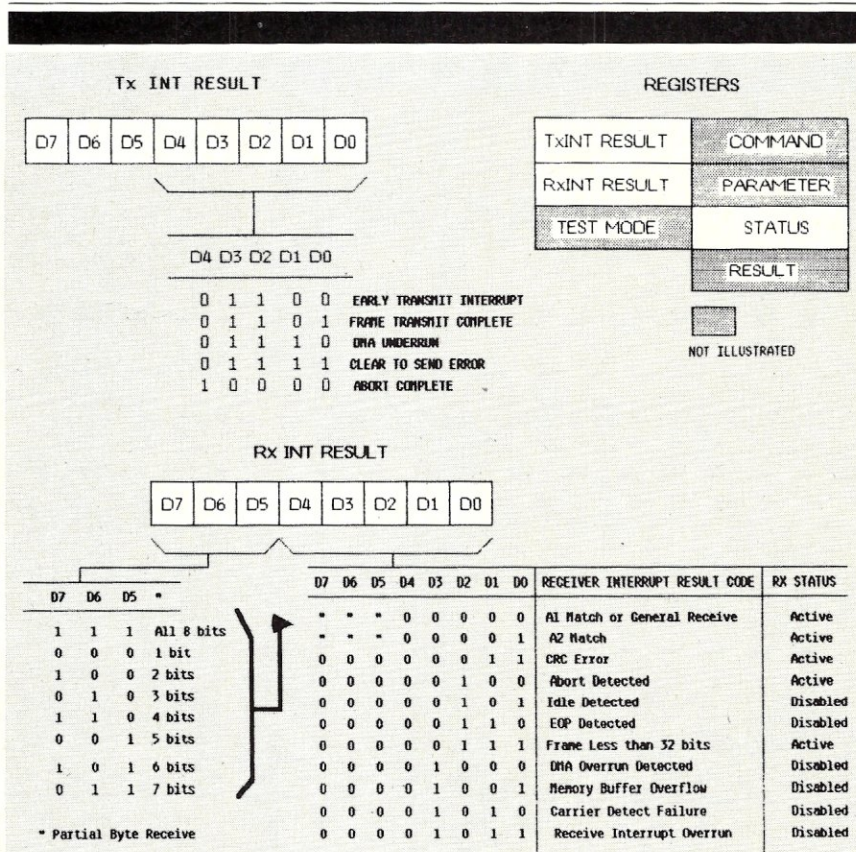 Tx INT RESULT
D7 D6 D5 D4 D3 D2 D1 D0
D4 D3 D2 D1 D0
0 1 1 0 0 EARLY TRANSMIT INTERRUPT
0 1 1 0 1 FRAME TRANSMIT COMPLETE
0 1 1 1 0 DMA UNDERRUN
0 1 1 1 1 CLEAR TO SEND ERROR
1 0 0 0 0 ABORT COMPLETE
REGISTERS
TxINT RESULT COMMAND
RxINT RESULT PARAMETER
TEST MODE STATUS
RESULT
NOT ILLUSTRATED
Rx INT RESULT
D7 D6 D5 D4 D3 D2 D1 D0
D7 D6 D5 *
1 1 1 All 8 bits
0 0 0 1 bit
1 0 0 2 bits
0 1 0 3 bits
1 1 0 4 bits
0 0 1 5 bits
1 0 1 6 bits
0 1 1 7 bits
* Partial Byte Receive
D7 D6 D5 D4 D3 D2 D1 D0 RECEIVER INTERRUPT RESULT CODE RX STATUS
* * * 0 0 0 0 0 A1 Match or General Receive Active
* * * 0 0 0 0 1 A2 Match Active
0 0 0 0 0 0 1 1 CRC Error Active
0 0 0 0 0 1 0 0 Abort Detected Active
0 0 0 0 0 1 0 1 Idle Detected Disabled
0 0 0 0 0 1 1 0 EOP Detected Disabled
0 0 0 0 0 1 1 1 Frame Less than 32 bits Active
0 0 0 0 1 0 0 0 DMA Overrun Detected Disabled
0 0 0 0 1 0 0 1 Memory Buffer Overflow Disabled
0 0 0 0 1 0 1 0 Carrier Detect Failure Disabled
0 0 0 0 1 0 1 1 Receive Interrupt Overrun Disabled